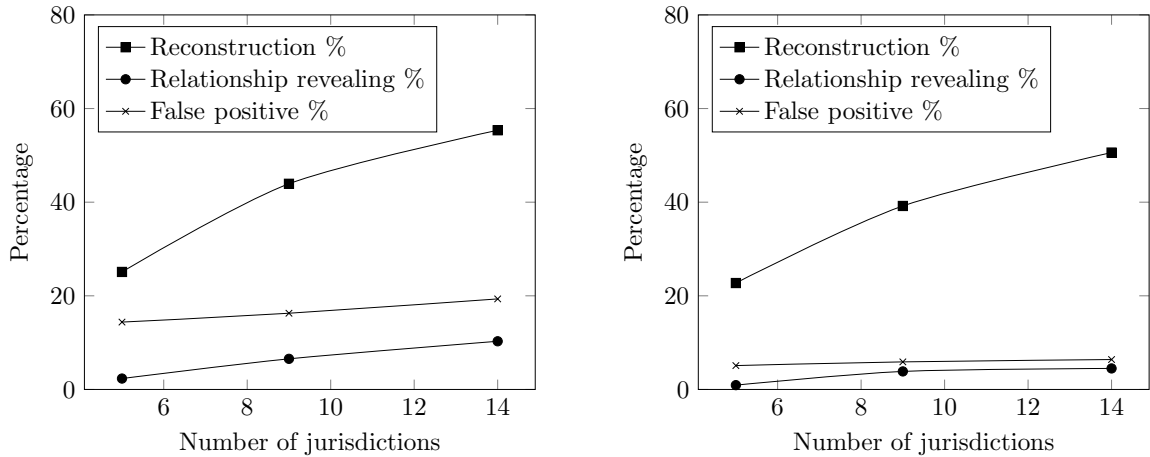 80
60
40
20
0
Percentage
Reconstruction %
Relationship revealing %
False positive %
6 8 10 12 14
Number of jurisdictions
80
60
40
20
0
Percentage
Reconstruction %
Relationship revealing %
False positive %
6 8 10 12 14
Number of jurisdictions